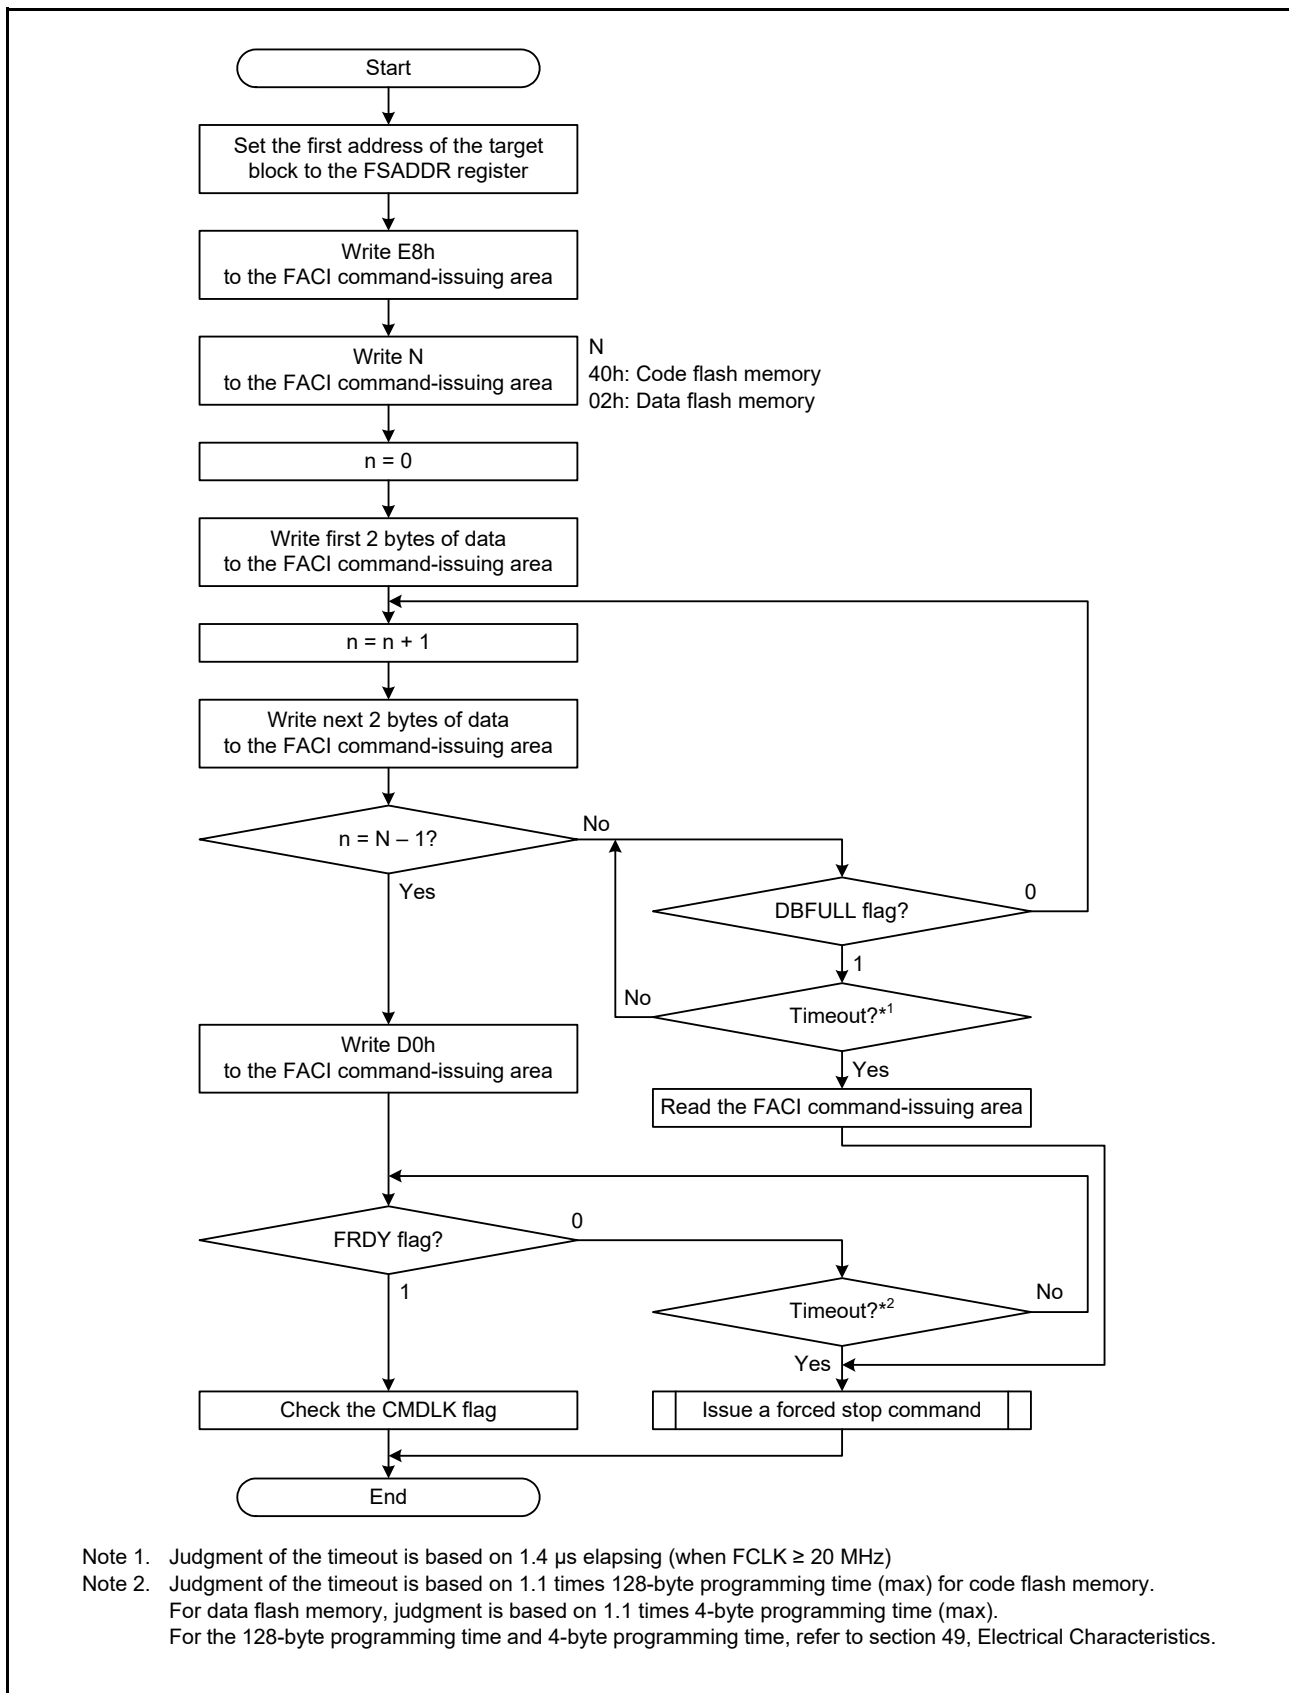 Start
Set the first address of the target
block to the FSADDR register
Write E8h
to the FACI command-issuing area
Write N
to the FACI command-issuing area
N
40h: Code flash memory
02h: Data flash memory
n = 0
Write first 2 bytes of data
to the FACI command-issuing area
n = n + 1
Write next 2 bytes of data
to the FACI command-issuing area
n = N – 1?
No
Yes
DBFULL flag?
0
1
No
Timeout?*1
Yes
Write D0h
to the FACI command-issuing area
Read the FACI command-issuing area
FRDY flag?
0
1
Timeout?*2
No
Yes
Check the CMDLK flag
Issue a forced stop command
End
Note 1. Judgment of the timeout is based on 1.4 µs elapsing (when FCLK ≥ 20 MHz)
Note 2. Judgment of the timeout is based on 1.1 times 128-byte programming time (max) for code flash memory.
For data flash memory, judgment is based on 1.1 times 4-byte programming time (max).
For the 128-byte programming time and 4-byte programming time, refer to section 49, Electrical Characteristics.